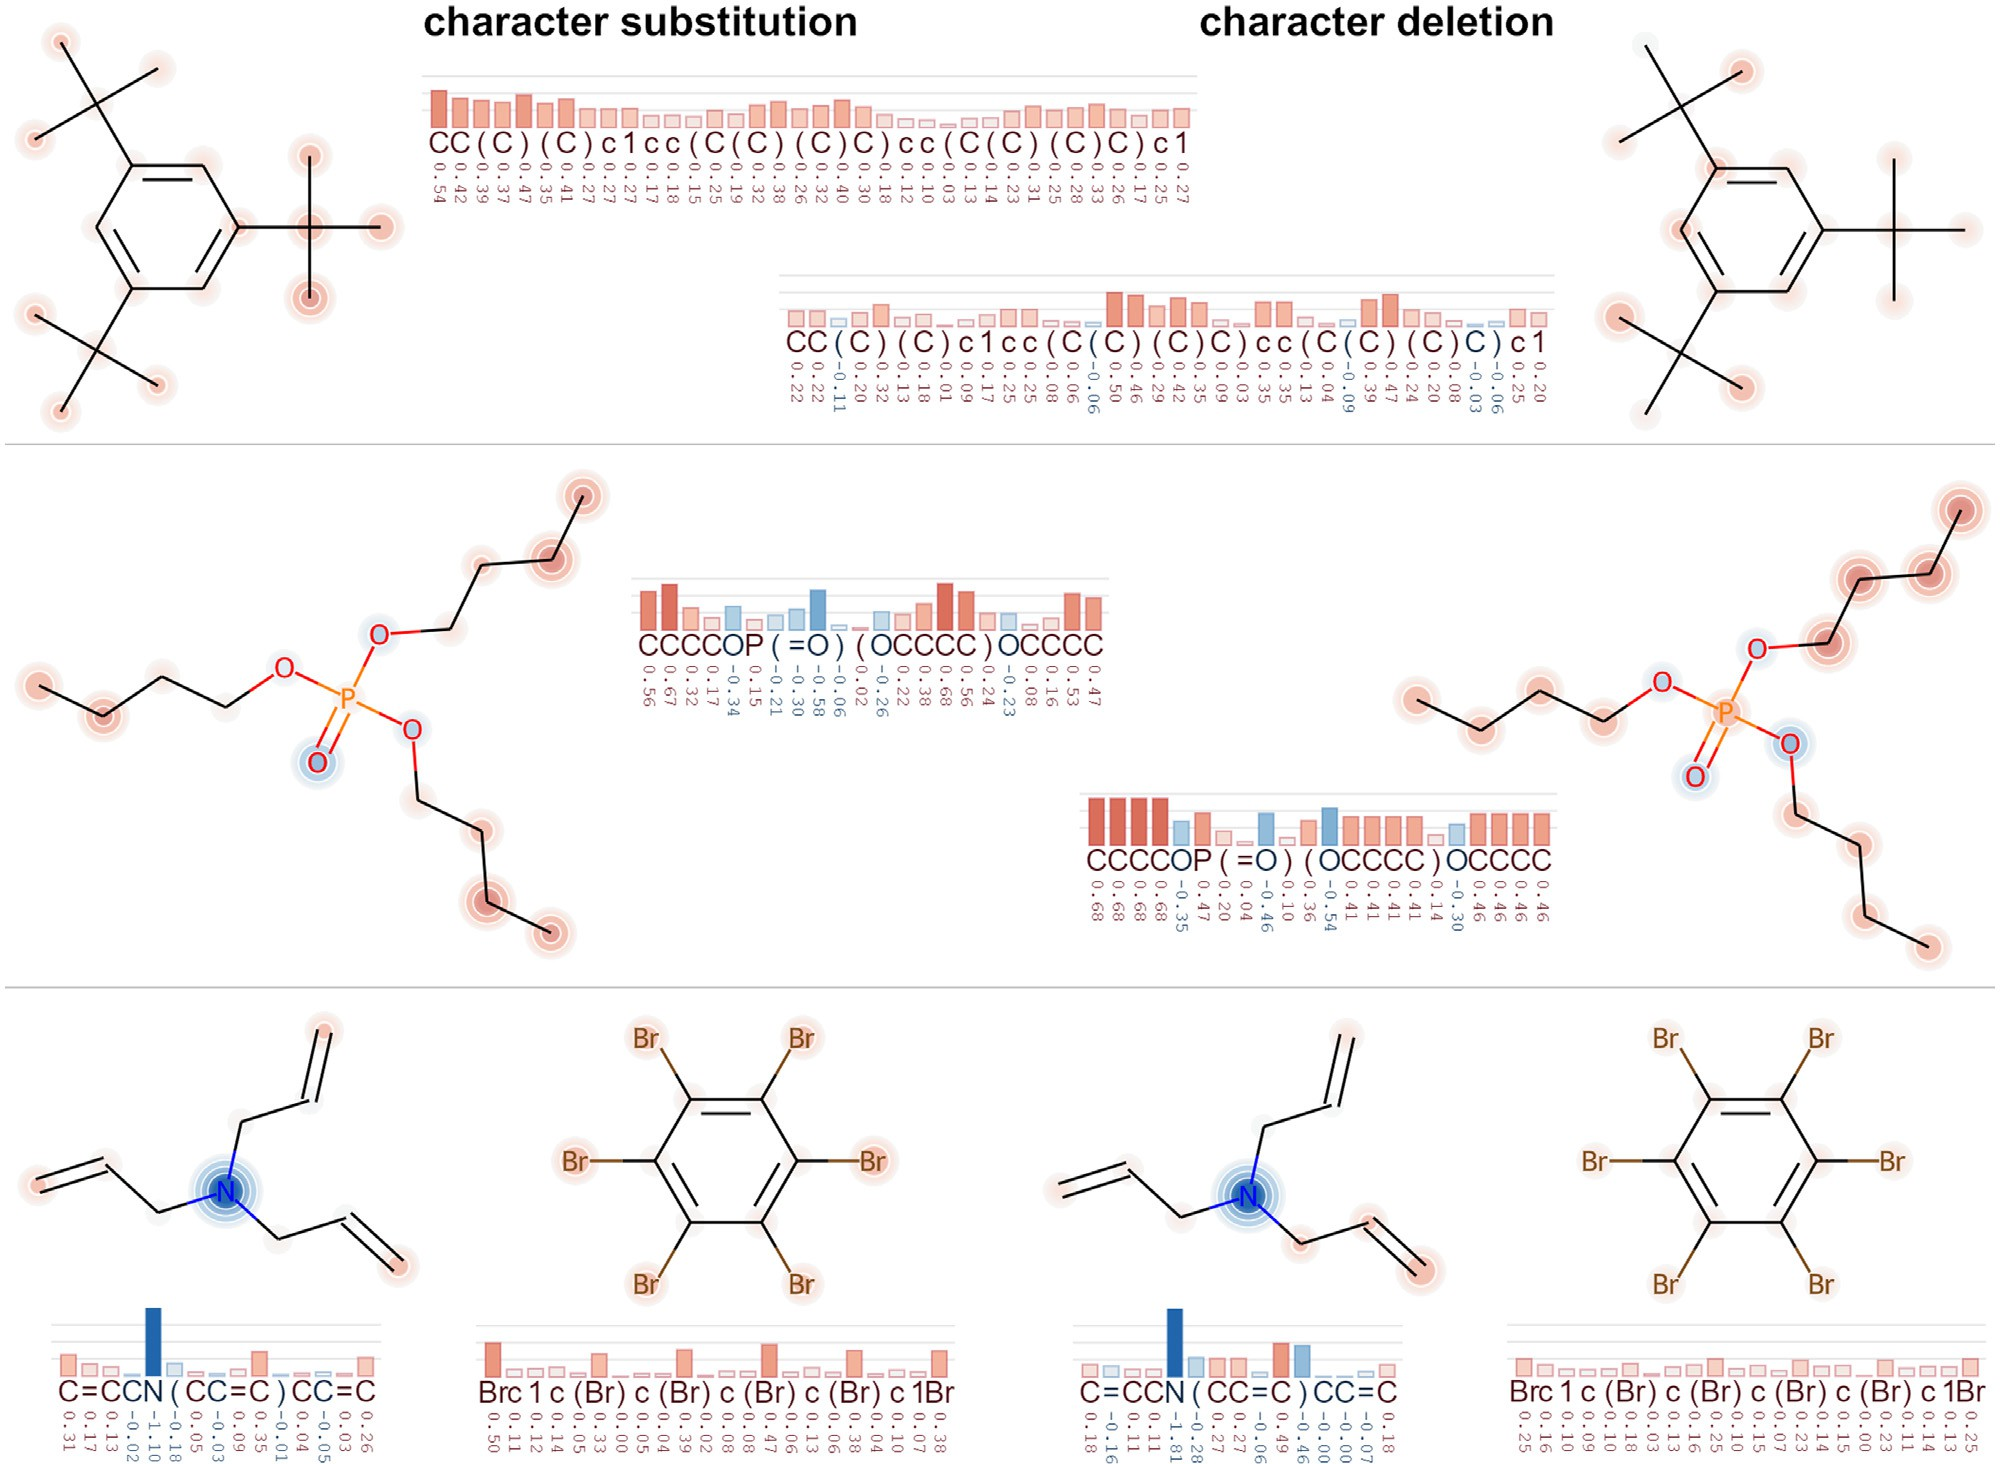 character substitution
character deletion
CC(C)(C)c1cc(C(C)(C)C)cc(C(C)(C)C)c1
0.54 0.42 0.39 0.37 0.47 0.35 0.41 0.27 0.27 0.27 0.17 0.18 0.15 0.25 0.19 0.32 0.38 0.26 0.32 0.40 0.30 0.18 0.12 0.10 0.03 0.13 0.14 0.23 0.31 0.25 0.28 0.33 0.26 0.17 0.25 0.27
CC(C)(C)c1cc(C(C)(C)C)cc(C(C)(C)C)c1
0.22 0.22 -0.11 0.20 0.32 0.13 0.18 0.01 0.09 0.17 0.25 0.25 0.08 0.06 -0.06 0.50 0.46 0.29 0.42 0.35 0.09 0.03 0.35 0.35 0.13 0.04 -0.09 0.39 0.47 0.24 0.20 0.08 -0.03 -0.06 0.25 0.20
O
O
P
O
O
CCCCOP(=O)(OCCCC)OCCCC
0.56 0.67 0.32 0.17 -0.34 0.15 -0.21 -0.30 -0.58 -0.06 0.02 -0.26 0.22 0.38 0.68 0.56 0.24 -0.23 0.08 0.16 0.53 0.47
O
O
P
O
O
CCCCOP(=O)(OCCCC)OCCCC
0.68 0.68 0.68 0.68 -0.35 0.47 0.20 0.04 -0.46 0.10 0.36 -0.54 0.41 0.41 0.41 0.41 0.14 -0.30 0.46 0.46 0.46 0.46
N
C=CCN(CC=C)CC=C
0.31 0.17 0.13 -0.02 -1.10 -0.18 0.05 -0.03 0.09 0.35 -0.01 0.04 -0.05 0.03 0.26
Br Br
Br Br
Br Br
Brc1c(Br)c(Br)c(Br)c(Br)c1Br
0.50 0.11 0.12 0.14 0.05 0.33 0.00 0.05 0.04 0.39 0.02 0.08 0.08 0.47 0.06 0.13 0.06 0.38 0.04 0.10 0.07 0.38
N
C=CCN(CC=C)CC=C
0.18 -0.16 0.11 0.11 -1.81 -0.28 0.27 0.27 -0.06 0.49 -0.46 -0.00 -0.00 -0.07 0.18
Br Br
Br Br
Br Br
Brc1c(Br)c(Br)c(Br)c(Br)c1Br
0.25 0.16 0.10 0.09 0.10 0.18 0.03 0.13 0.16 0.25 0.10 0.15 0.07 0.23 0.14 0.15 0.00 0.23 0.11 0.14 0.13 0.25